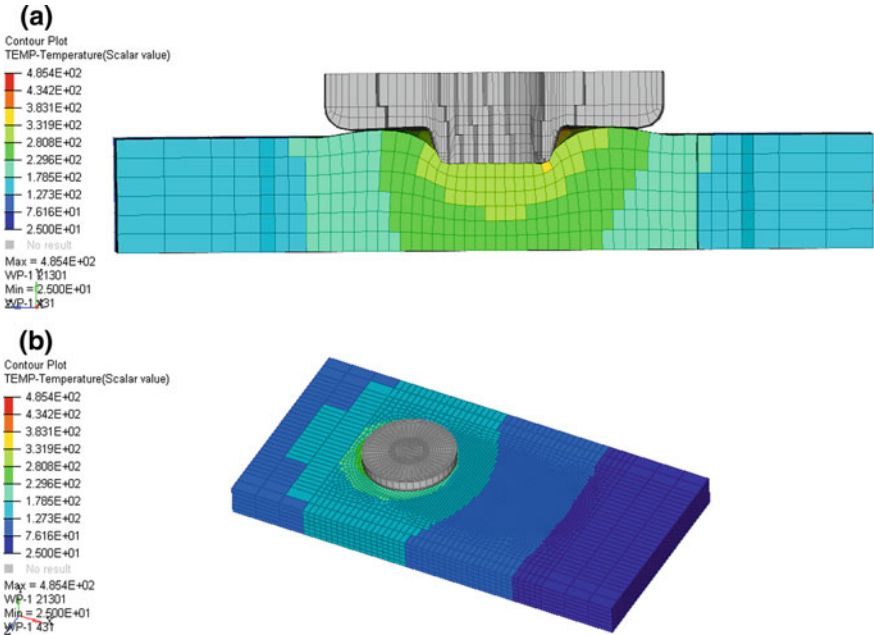 (a)
Contour Plot
TEMP-Temperature(Scalar value)
4.854E+02
4.342E+02
3.831E+02
3.319E+02
2.808E+02
2.296E+02
1.785E+02
1.273E+02
7.616E+01
2.500E+01
No result
Max = 4.854E+02
WP-1 21301
Min = 2.500E+01
WP-1 431
Z X
(b)
Contour Plot
TEMP-Temperature(Scalar value)
4.854E+02
4.342E+02
3.831E+02
3.319E+02
2.808E+02
2.296E+02
1.785E+02
1.273E+02
7.616E+01
2.500E+01
No result
Max = 4.854E+02
WP-1 21301
Min = 2.500E+01
WP-1 431
Z X